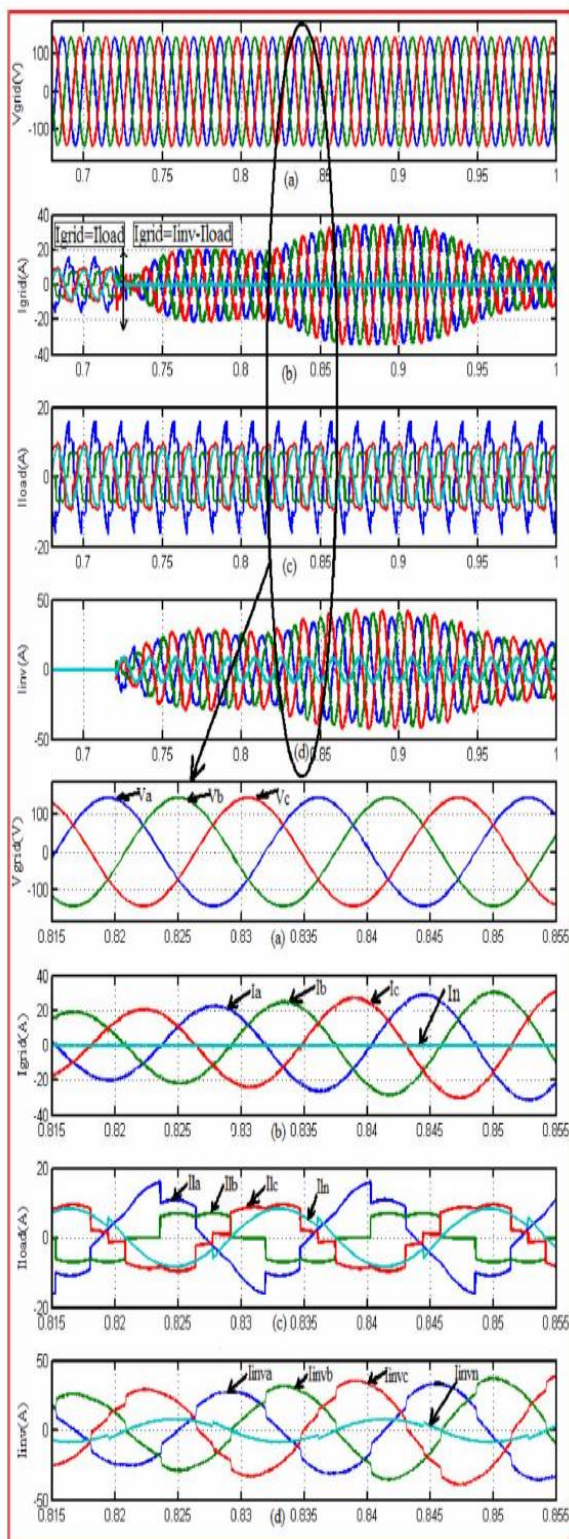 Vgrid(V)
100
0
-100
0.7 0.75 0.8 0.85 0.9 0.95 1
(a)
Igrid(A)
40
20
0
-20
-40
Igrid=Iload
Igrid=Iinv-Iload
0.7 0.75 0.8 0.85 0.9 0.95 1
(b)
Iload(A)
20
0
20
0.7 0.75 0.8 0.85 0.9 0.95 1
(c)
Iinv(A)
50
0
-50
0.7 0.75 0.8 0.85 0.9 0.95 1
(d)
Vgrid(V)
100
0
-100
Va Vb Vc
0.815 0.82 0.825 0.83 0.835 0.84 0.845 0.85 0.855
(a)
Igrid(A)
40
20
0
-20
-40
Ia Ib Ic In
0.815 0.82 0.825 0.83 0.835 0.84 0.845 0.85 0.855
(b)
Iload(A)
20
0
-20
Ila Ilb Ilc Iln
0.815 0.82 0.825 0.83 0.835 0.84 0.845 0.85 0.855
(c)
Iinv(A)
50
0
-50
Iinva Iinvb Iinvc Iinvn
0.815 0.82 0.825 0.83 0.835 0.84 0.845 0.85 0.855
(d)